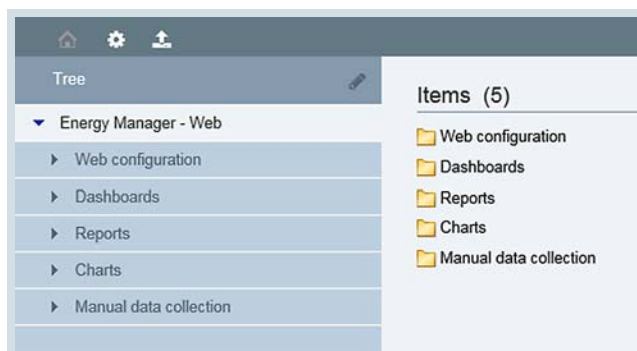 Tree
Energy Manager - Web
Web configuration
Dashboards
Reports
Charts
Manual data collection
Items (5)
Web configuration
Dashboards
Reports
Charts
Manual data collection